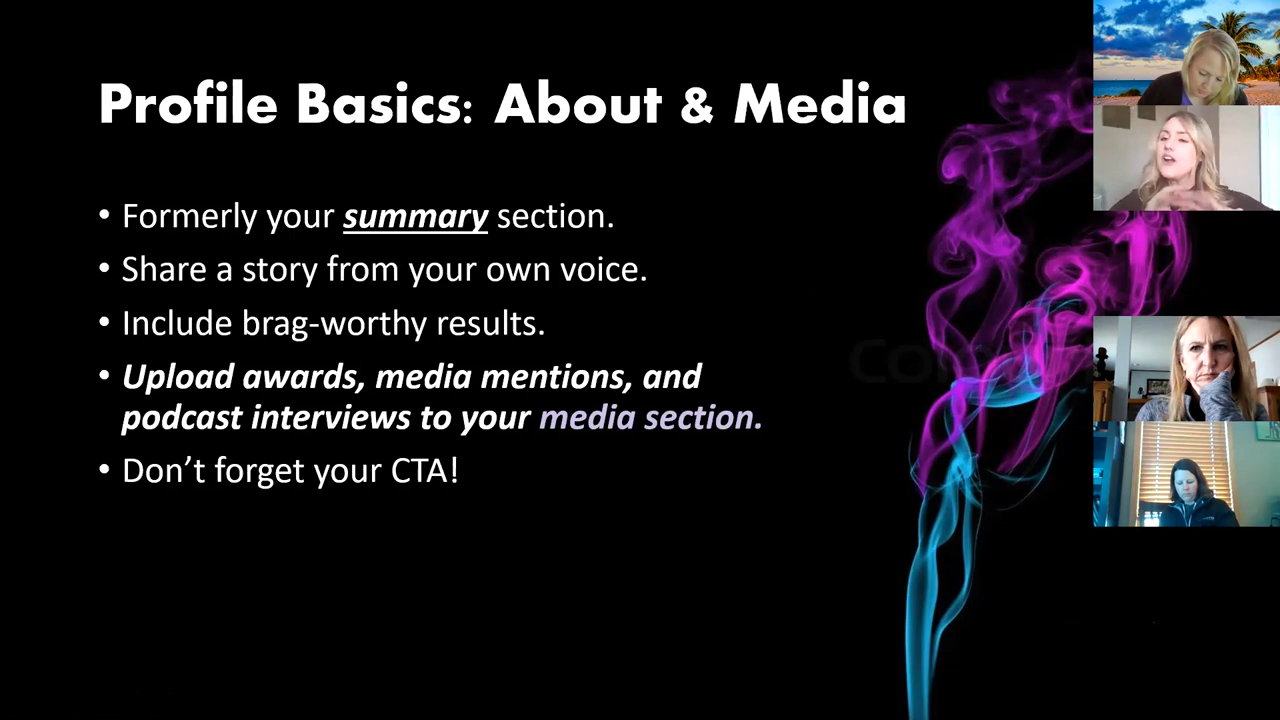 Profile Basics: About & Media
• Formerly your summary section.
• Share a story from your own voice.
• Include brag-worthy results.
• Upload awards, media mentions, and
podcast interviews to your media section.
• Don’t forget your CTA!